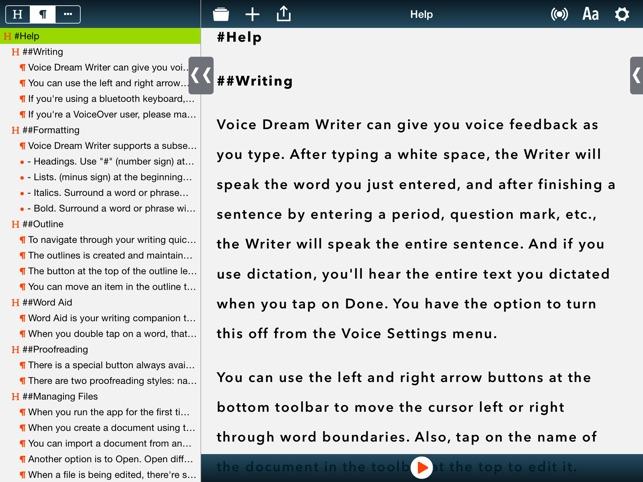 H ¶ •••
Help
Aa
H #Help
H ##Writing
¶ Voice Dream Writer can give you voi...
¶ You can use the left and right arrow...
¶ If you're using a bluetooth keyboard,...
¶ If you're a VoiceOver user, please ma...
H ##Formatting
¶ Voice Dream Writer supports a subse...
• - Headings. Use "#" (number sign) at...
• - Lists. (minus sign) at the beginning...
• - Italics. Surround a word or phrase...
• - Bold. Surround a word or phrase wi...
H ##Outline
¶ To navigate through your writing quic...
¶ The outlines is created and maintain...
¶ The button at the top of the outline le...
¶ You can move an item in the outline t...
H ##Word Aid
¶ Word Aid is your writing companion t...
¶ When you double tap on a word, that...
H ##Proofreading
¶ There is a special button always avai...
¶ There are two proofreading styles: na...
H ##Managing Files
¶ When you run the app for the first ti...
¶ When you create a document using t...
¶ You can import a document from an...
¶ Another option is to Open. Open diff...
¶ When a file is being edited, there're s...
#Help
##Writing
Voice Dream Writer can give you voice feedback as
you type. After typing a white space, the Writer will
speak the word you just entered, and after finishing a
sentence by entering a period, question mark, etc.,
the Writer will speak the entire sentence. And if you
use dictation, you'll hear the entire text you dictated
when you tap on Done. You have the option to turn
this off from the Voice Settings menu.
You can use the left and right arrow buttons at the
bottom toolbar to move the cursor left or right
through word boundaries. Also, tap on the name of
the document in the toolb at the top to edit it.